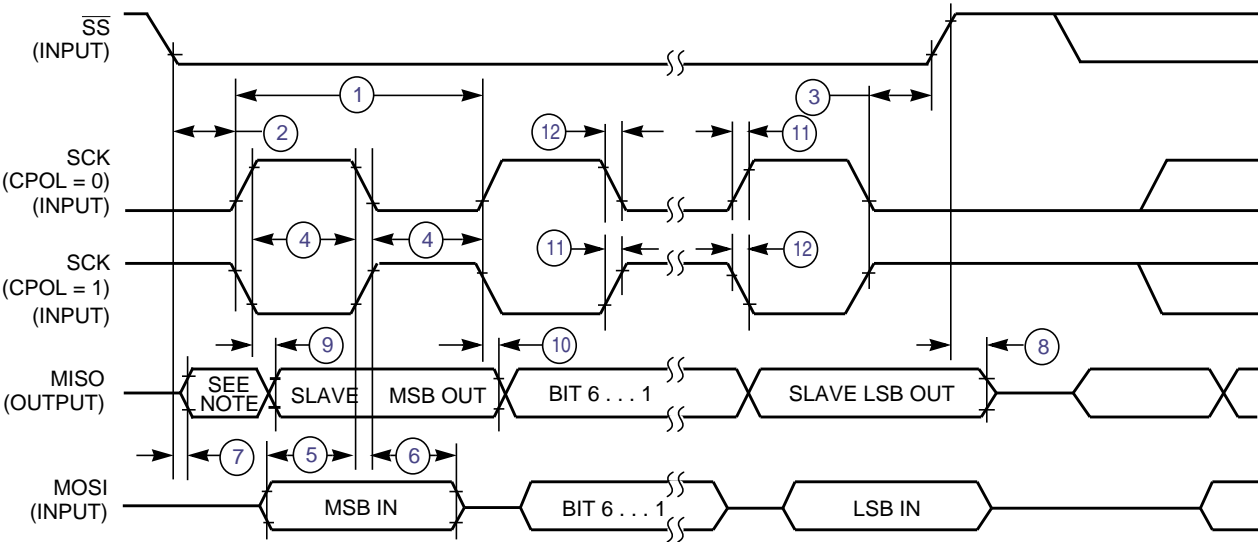 SS
(INPUT)
1
3
2
12
11
SCK
(CPOL = 0)
(INPUT)
4
4
11
12
SCK
(CPOL = 1)
(INPUT)
9
10
8
MISO
(OUTPUT)
SEE
NOTE
SLAVE
MSB OUT
BIT 6 . . . 1
SLAVE LSB OUT
7
5
6
MOSI
(INPUT)
MSB IN
BIT 6 . . . 1
LSB IN